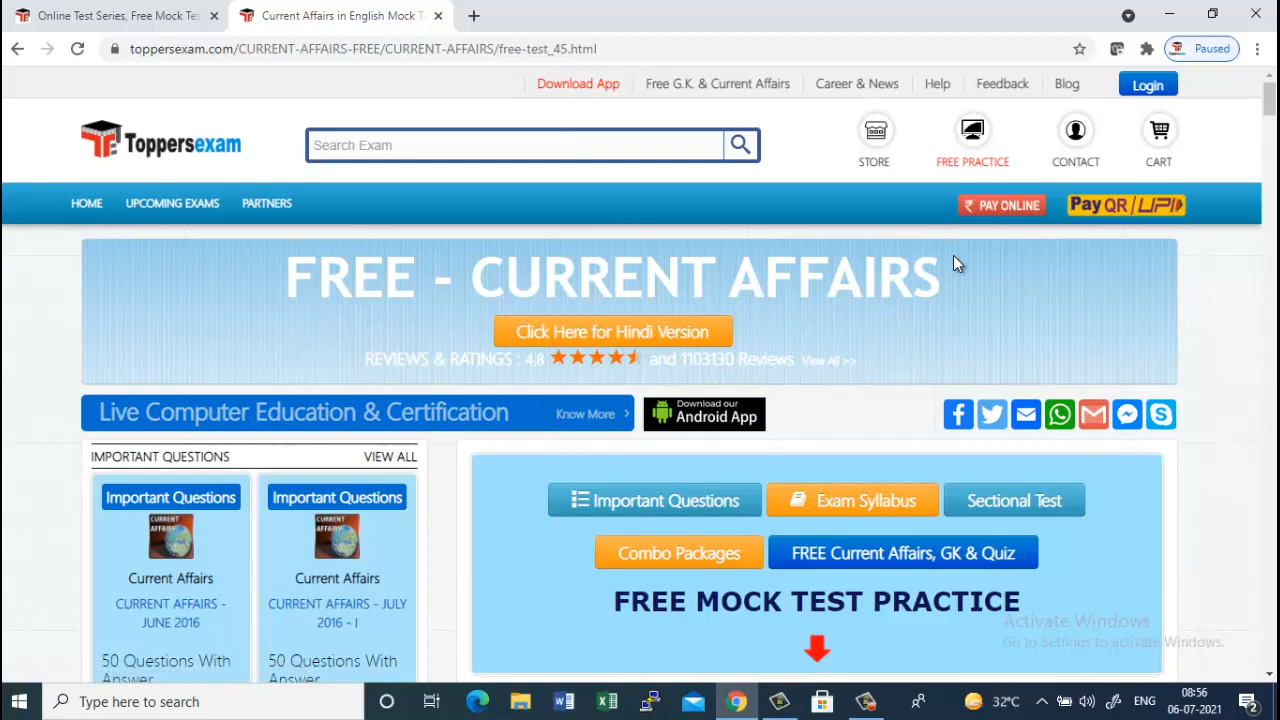 Online Test Series, Free Mock Tes
Current Affairs in English Mock T
toppersexam.com/CURRENT-AFFAIRS-FREE/CURRENT-AFFAIRS/free-test_45.html
Paused
Download App
Free G.K. & Current Affairs
Career & News
Help
Feedback
Blog
Login
Toppersexam
Search Exam
STORE
FREE PRACTICE
CONTACT
CART
HOME
UPCOMING EXAMS
PARTNERS
₹ PAY ONLINE
Pay QR/UPI
FREE - CURRENT AFFAIRS
Click Here for Hindi Version
REVIEWS & RATINGS : 4.8 and 1103130 Reviews View All >>
Live Computer Education & Certification
Know More
Download our
Android App
IMPORTANT QUESTIONS
VIEW ALL
Important Questions
CURRENT
AFFAIRS
Current Affairs
CURRENT AFFAIRS -
JUNE 2016
50 Questions With
Answer
Important Questions
CURRENT
AFFAIRS
Current Affairs
CURRENT AFFAIRS - JULY
2016 - I
50 Questions With
Answer
Important Questions
Exam Syllabus
Sectional Test
Combo Packages
FREE Current Affairs, GK & Quiz
FREE MOCK TEST PRACTICE
Activate Windows
Go to Settings to activate Windows.
Type here to search
32°C
ENG
08:56
06-07-2021
2